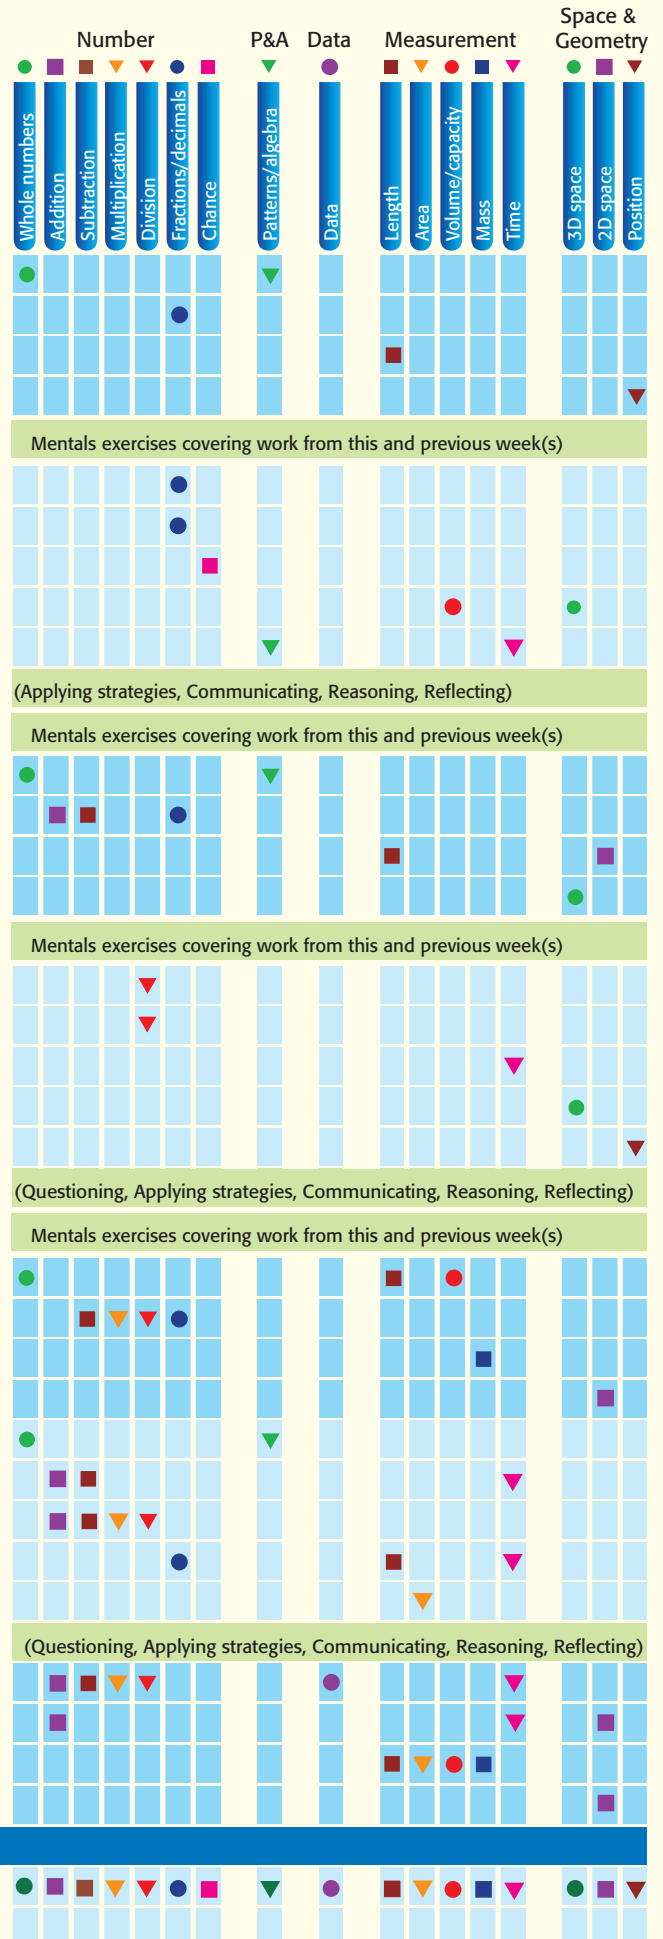 Number
P&A
Data
Measurement
Space &
Geometry
Whole numbers
Addition
Subtraction
Multiplication
Division
Fractions/decimals
Chance
Patterns/algebra
Data
Length
Area
Volume/capacity
Mass
Time
3D space
2D space
Position
Mentals exercises covering work from this and previous week(s)
(Applying strategies, Communicating, Reasoning, Reflecting)
Mentals exercises covering work from this and previous week(s)
Mentals exercises covering work from this and previous week(s)
(Questioning, Applying strategies, Communicating, Reasoning, Reflecting)
Mentals exercises covering work from this and previous week(s)
(Questioning, Applying strategies, Communicating, Reasoning, Reflecting)